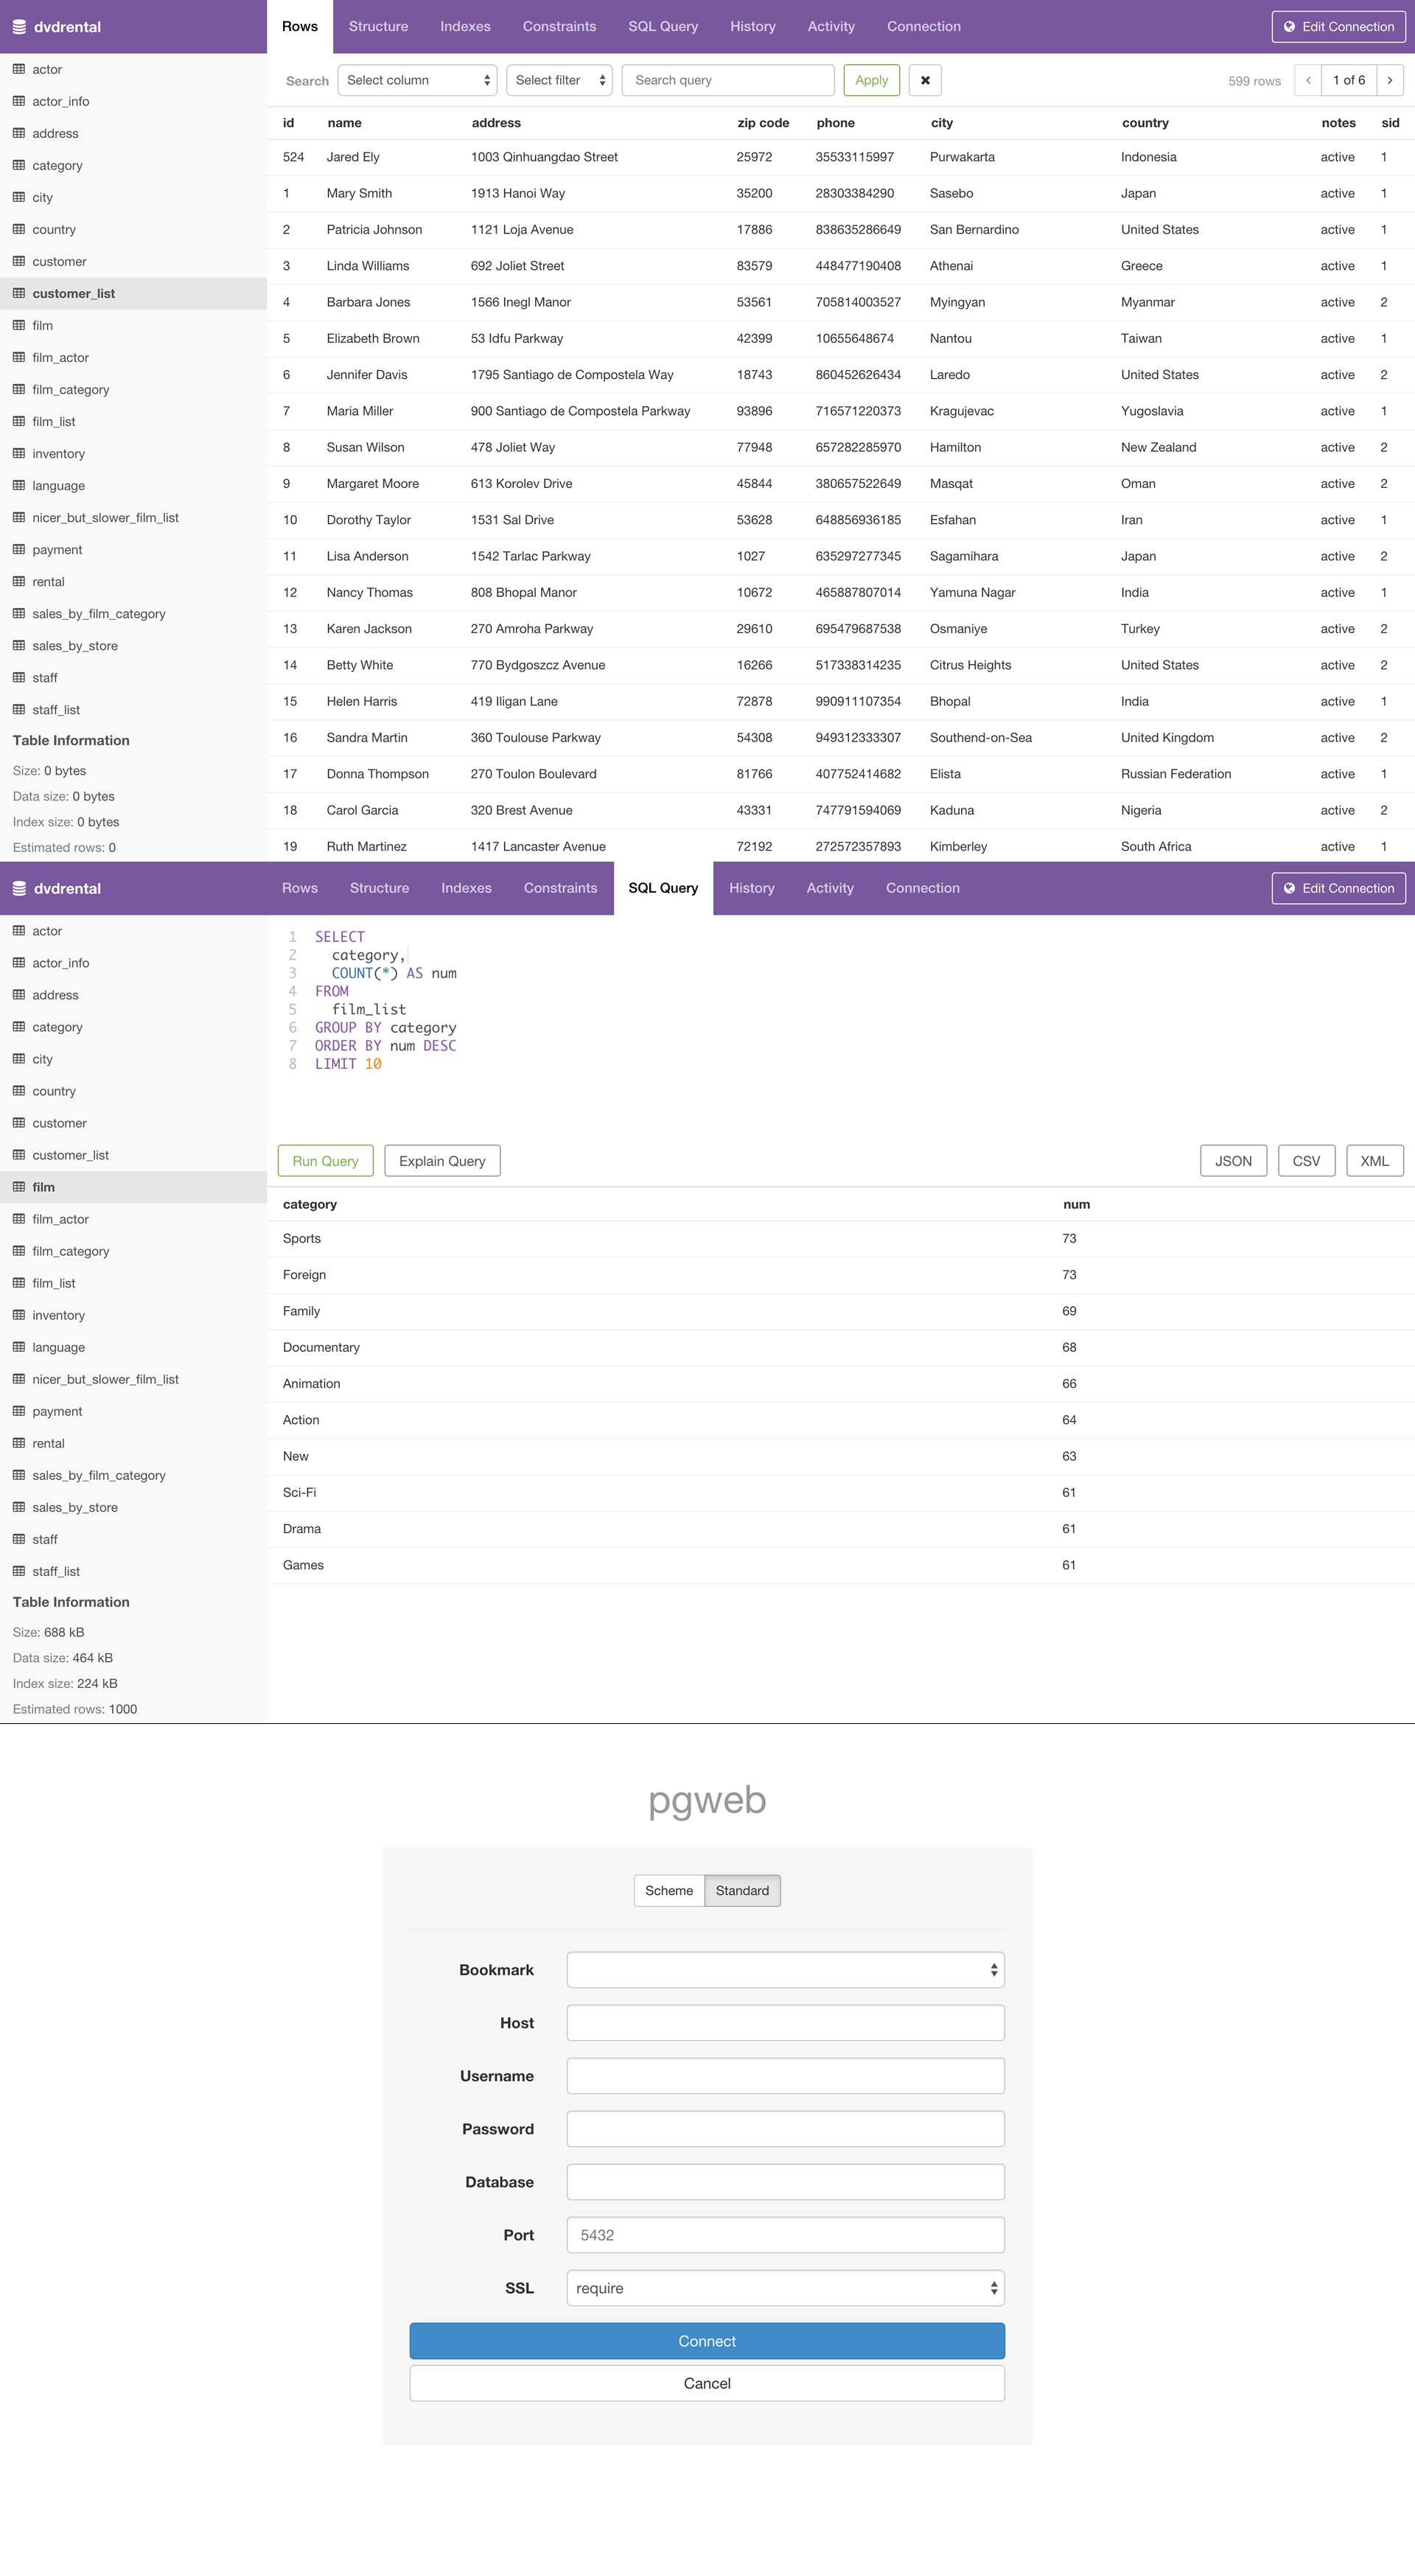 dvdrental Rows Structure Indexes Constraints SQL Query History Activity Connection Edit Connection
actor
actor_info
address
category
city
country
customer
customer_list
film
film_actor
film_category
film_list
inventory
language
nicer_but_slower_film_list
payment
rental
sales_by_film_category
sales_by_store
staff
staff_list
Table Information
Size: 0 bytes
Data size: 0 bytes
Index size: 0 bytes
Estimated rows: 0
Search Select column Select filter Search query Apply 599 rows 1 of 6
id name address zip code phone city country notes sid
524 Jared Ely 1003 Qinhuangdao Street 25972 35533115997 Purwakarta Indonesia active 1
1 Mary Smith 1913 Hanoi Way 35200 28303384290 Sasebo Japan active 1
2 Patricia Johnson 1121 Loja Avenue 17886 838635286649 San Bernardino United States active 1
3 Linda Williams 692 Joliet Street 83579 448477190408 Athenai Greece active 1
4 Barbara Jones 1566 Inegl Manor 53561 705814003527 Myingyan Myanmar active 2
5 Elizabeth Brown 53 Idfu Parkway 42399 10655648674 Nantou Taiwan active 1
6 Jennifer Davis 1795 Santiago de Compostela Way 18743 860452626434 Laredo United States active 2
7 Maria Miller 900 Santiago de Compostela Parkway 93896 716571220373 Kragujevac Yugoslavia active 1
8 Susan Wilson 478 Joliet Way 77948 657282285970 Hamilton New Zealand active 2
9 Margaret Moore 613 Korolev Drive 45844 380657522649 Masqat Oman active 2
10 Dorothy Taylor 1531 Sal Drive 53628 648856936185 Esfahan Iran active 1
11 Lisa Anderson 1542 Tarlac Parkway 1027 635297277345 Sagamihara Japan active 2
12 Nancy Thomas 808 Bhopal Manor 10672 465887807014 Yamuna Nagar India active 1
13 Karen Jackson 270 Amroha Parkway 29610 695479687538 Osmaniye Turkey active 2
14 Betty White 770 Bydgoszcz Avenue 16266 517338314235 Citrus Heights United States active 2
15 Helen Harris 419 Iligan Lane 72878 990911107354 Bhopal India active 1
16 Sandra Martin 360 Toulouse Parkway 54308 949312333307 Southend-on-Sea United Kingdom active 2
17 Donna Thompson 270 Toulon Boulevard 81766 407752414682 Elista Russian Federation active 1
18 Carol Garcia 320 Brest Avenue 43331 747791594069 Kaduna Nigeria active 2
19 Ruth Martinez 1417 Lancaster Avenue 72192 272572357893 Kimberley South Africa active 1
dvdrental Rows Structure Indexes Constraints SQL Query History Activity Connection Edit Connection
actor
actor_info
address
category
city
country
customer
customer_list
film
film_actor
film_category
film_list
inventory
language
nicer_but_slower_film_list
payment
rental
sales_by_film_category
sales_by_store
staff
staff_list
Table Information
Size: 688 kB
Data size: 464 kB
Index size: 224 kB
Estimated rows: 1000
1 SELECT
2 category,
3 COUNT(*) AS num
4 FROM
5 film_list
6 GROUP BY category
7 ORDER BY num DESC
8 LIMIT 10
Run Query Explain Query JSON CSV XML
category num
Sports 73
Foreign 73
Family 69
Documentary 68
Animation 66
Action 64
New 63
Sci-Fi 61
Drama 61
Games 61
pgweb
Scheme Standard
Bookmark
Host
Username
Password
Database
Port 5432
SSL require
Connect
Cancel